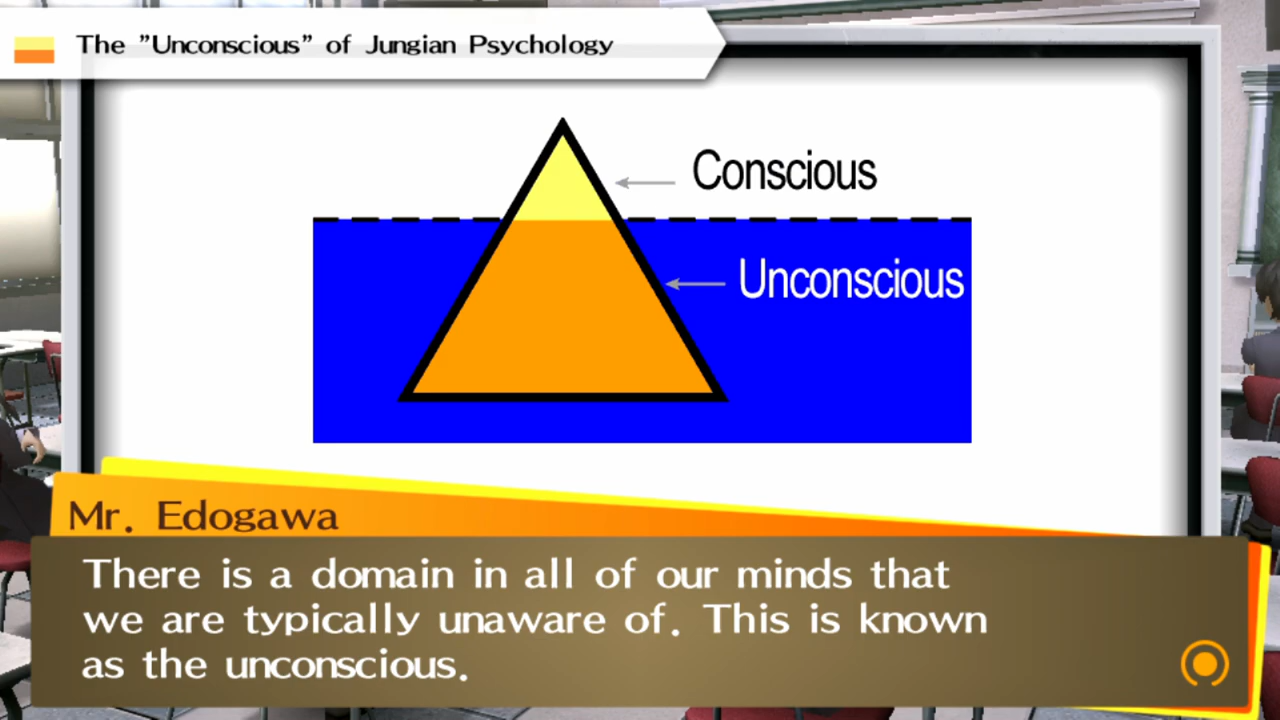 The "Unconscious" of Jungian Psychology
Conscious
Unconscious
Mr. Edogawa
There is a domain in all of our minds that
we are typically unaware of. This is known
as the unconscious.